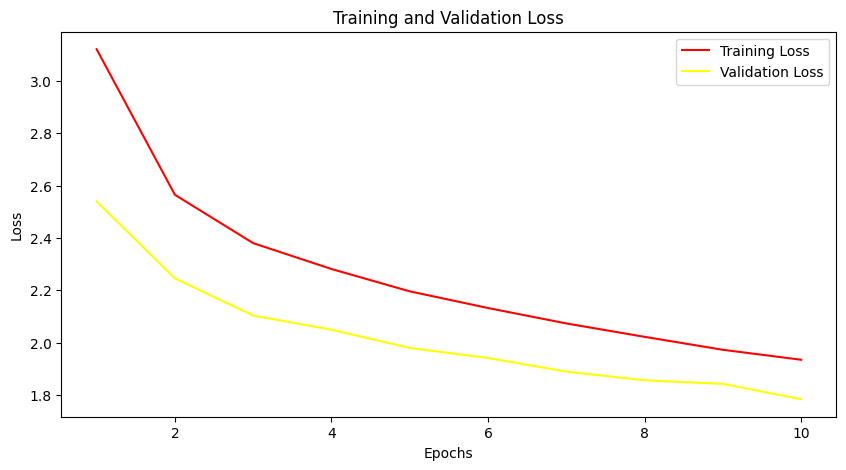 Training and Validation Loss
Training Loss
Validation Loss
3.0
2.8
2.6
2.4
2.2
2.0
1.8
Loss
2 4 6 8 10
Epochs